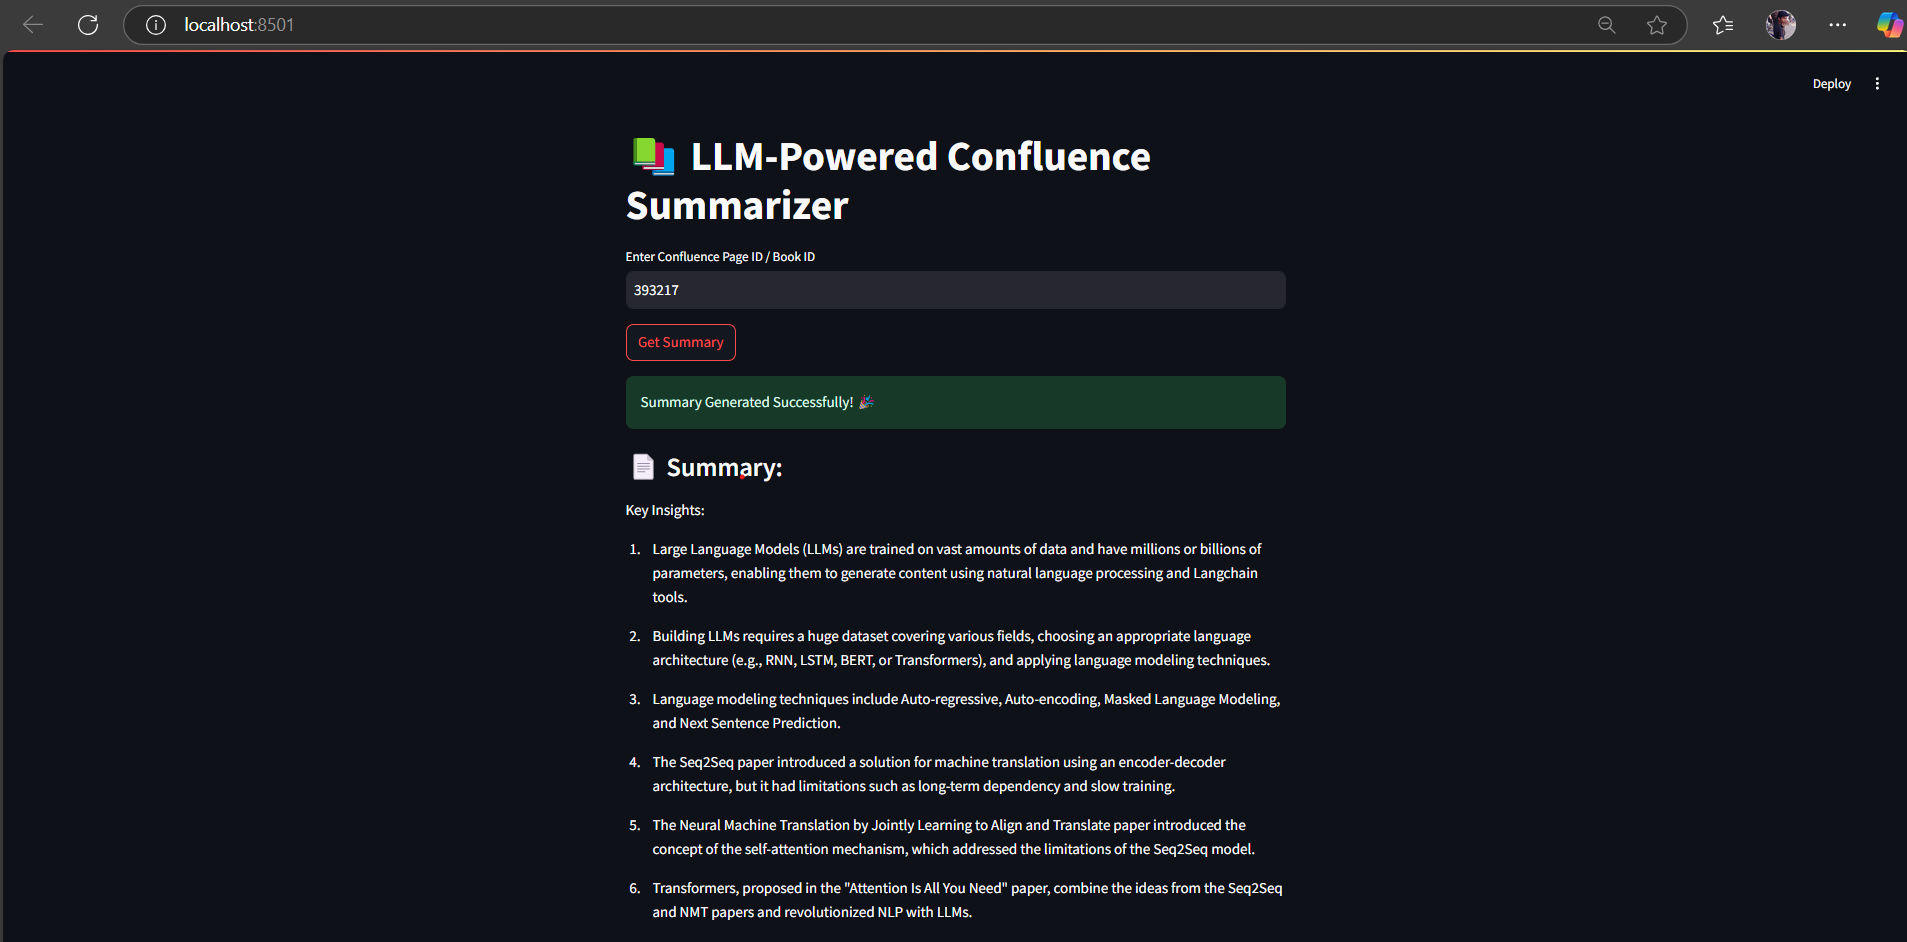 localhost:8501
Deploy
LLM-Powered Confluence
Summarizer
Enter Confluence Page ID / Book ID
393217
Get Summary
Summary Generated Successfully! 🎉
Summary:
Key Insights:
1. Large Language Models (LLMs) are trained on vast amounts of data and have millions or billions of
parameters, enabling them to generate content using natural language processing and Langchain
tools.
2. Building LLMs requires a huge dataset covering various fields, choosing an appropriate language
architecture (e.g., RNN, LSTM, BERT, or Transformers), and applying language modeling techniques.
3. Language modeling techniques include Auto-regressive, Auto-encoding, Masked Language Modeling,
and Next Sentence Prediction.
4. The Seq2Seq paper introduced a solution for machine translation using an encoder-decoder
architecture, but it had limitations such as long-term dependency and slow training.
5. The Neural Machine Translation by Jointly Learning to Align and Translate paper introduced the
concept of the self-attention mechanism, which addressed the limitations of the Seq2Seq model.
6. Transformers, proposed in the "Attention Is All You Need" paper, combine the ideas from the Seq2Seq
and NMT papers and revolutionized NLP with LLMs.